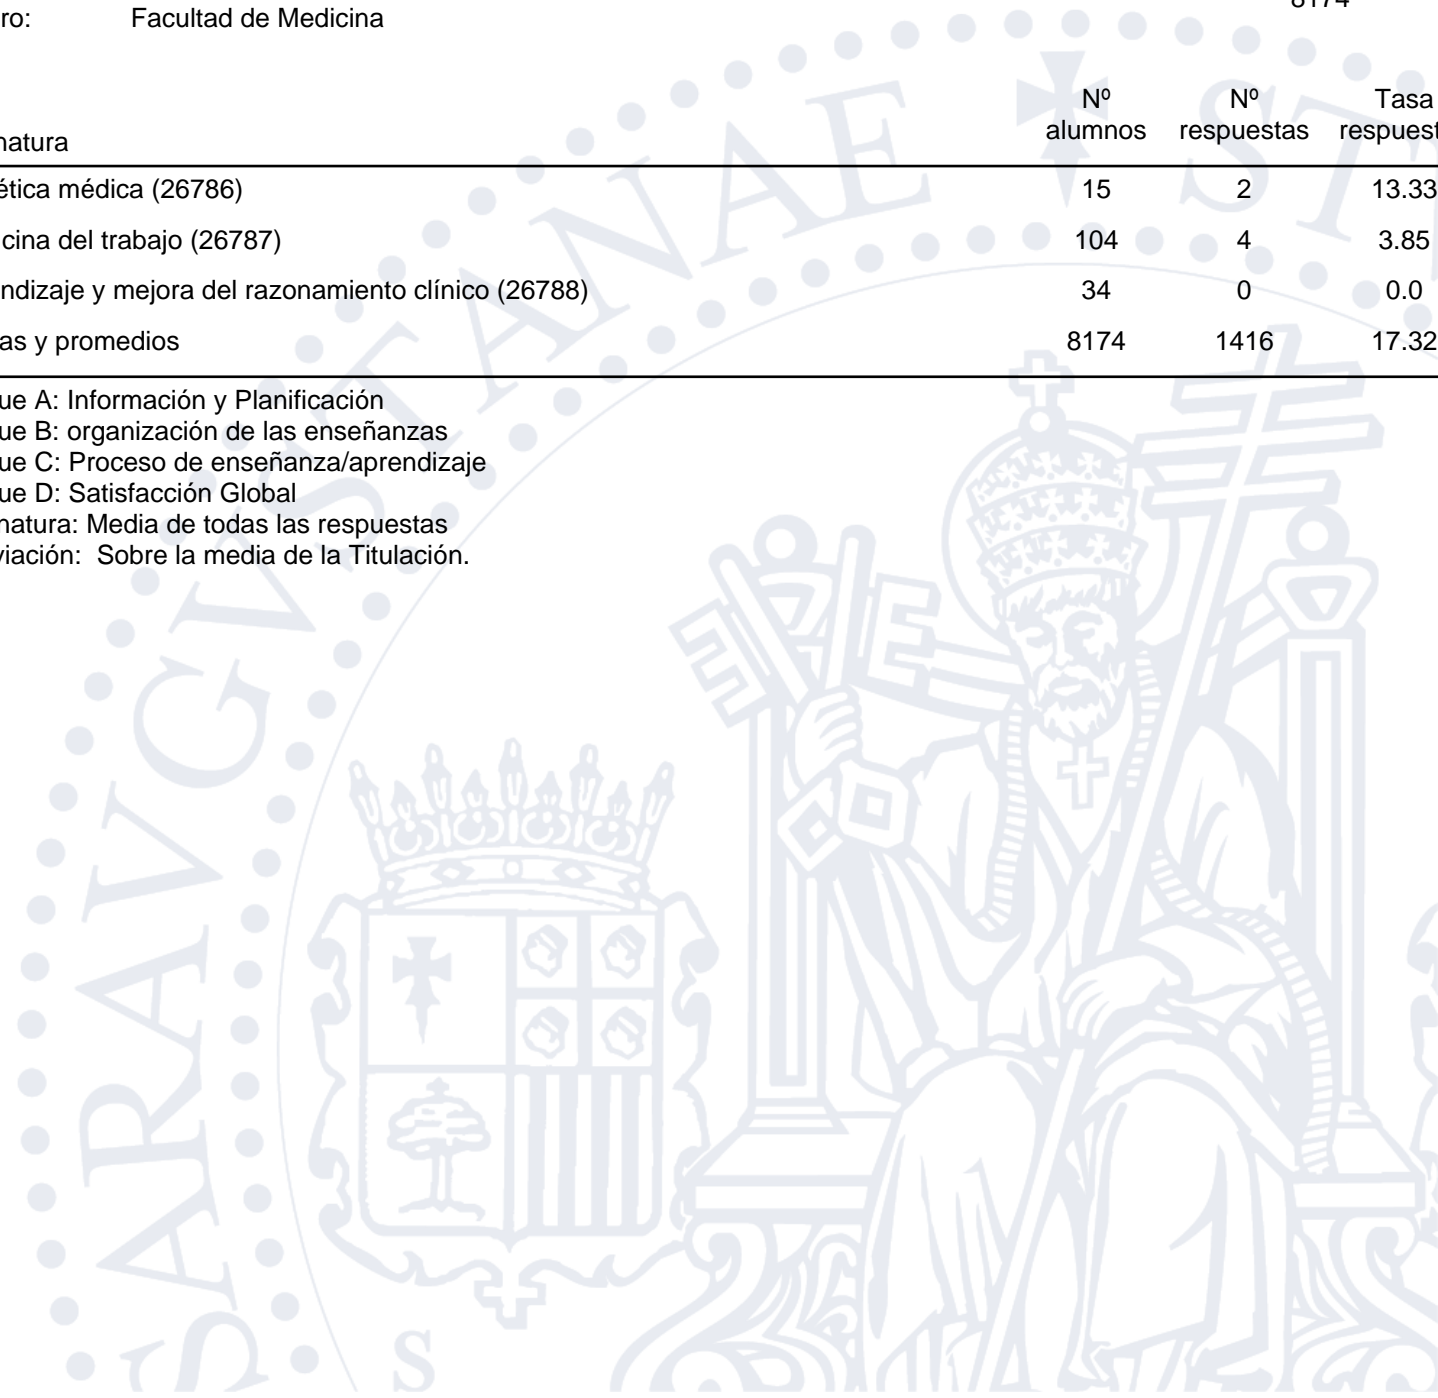 8174
ro: Facultad de Medicina
Nº Nº Tasa
natura alumnos respuestas respuest
ética médica (26786) 15 2 13.33
cina del trabajo (26787) 104 4 3.85
ndizaje y mejora del razonamiento clínico (26788) 34 0 0.0
as y promedios 8174 1416 17.32
ue A: Información y Planificación
ue B: organización de las enseñanzas
ue C: Proceso de enseñanza/aprendizaje
ue D: Satisfacción Global
natura: Media de todas las respuestas
viación: Sobre la media de la Titulación.
SARAVGVSTANAE ST
S